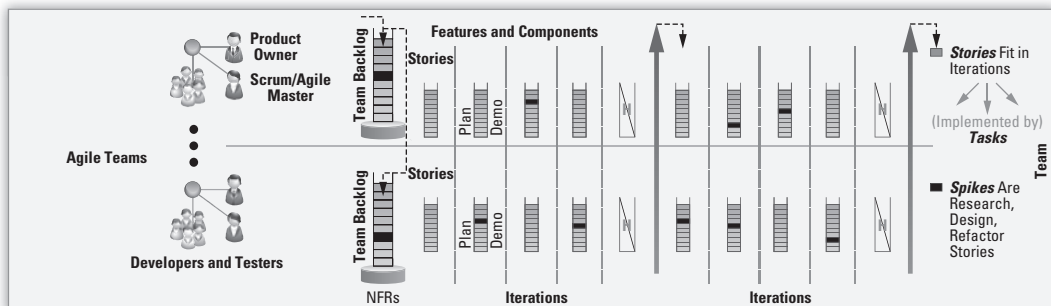 Product
Owner
Scrum/Agile
Master
Agile Teams
Developers and Testers
Team Backlog
Team Backlog
NFRs
Features and Components
Stories
Plan
Demo
H
H
Stories
Plan
Demo
H
H
Iterations
Iterations
Stories Fit in
Iterations
(Implemented by)
Tasks
Spikes Are
Research,
Design,
Refactor
Stories
Team